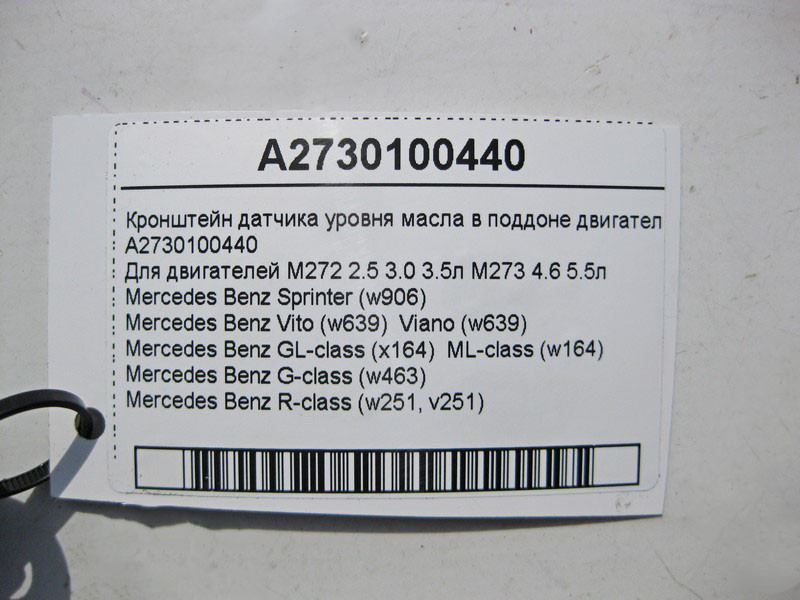 A2730100440
Кронштейн датчика уровня масла в поддоне двигател
A2730100440
Для двигателей M272 2.5 3.0 3.5л M273 4.6 5.5л
Mercedes Benz Sprinter (w906)
Mercedes Benz Vito (w639) Viano (w639)
Mercedes Benz GL-class (x164) ML-class (w164)
Mercedes Benz G-class (w463)
Mercedes Benz R-class (w251, v251)